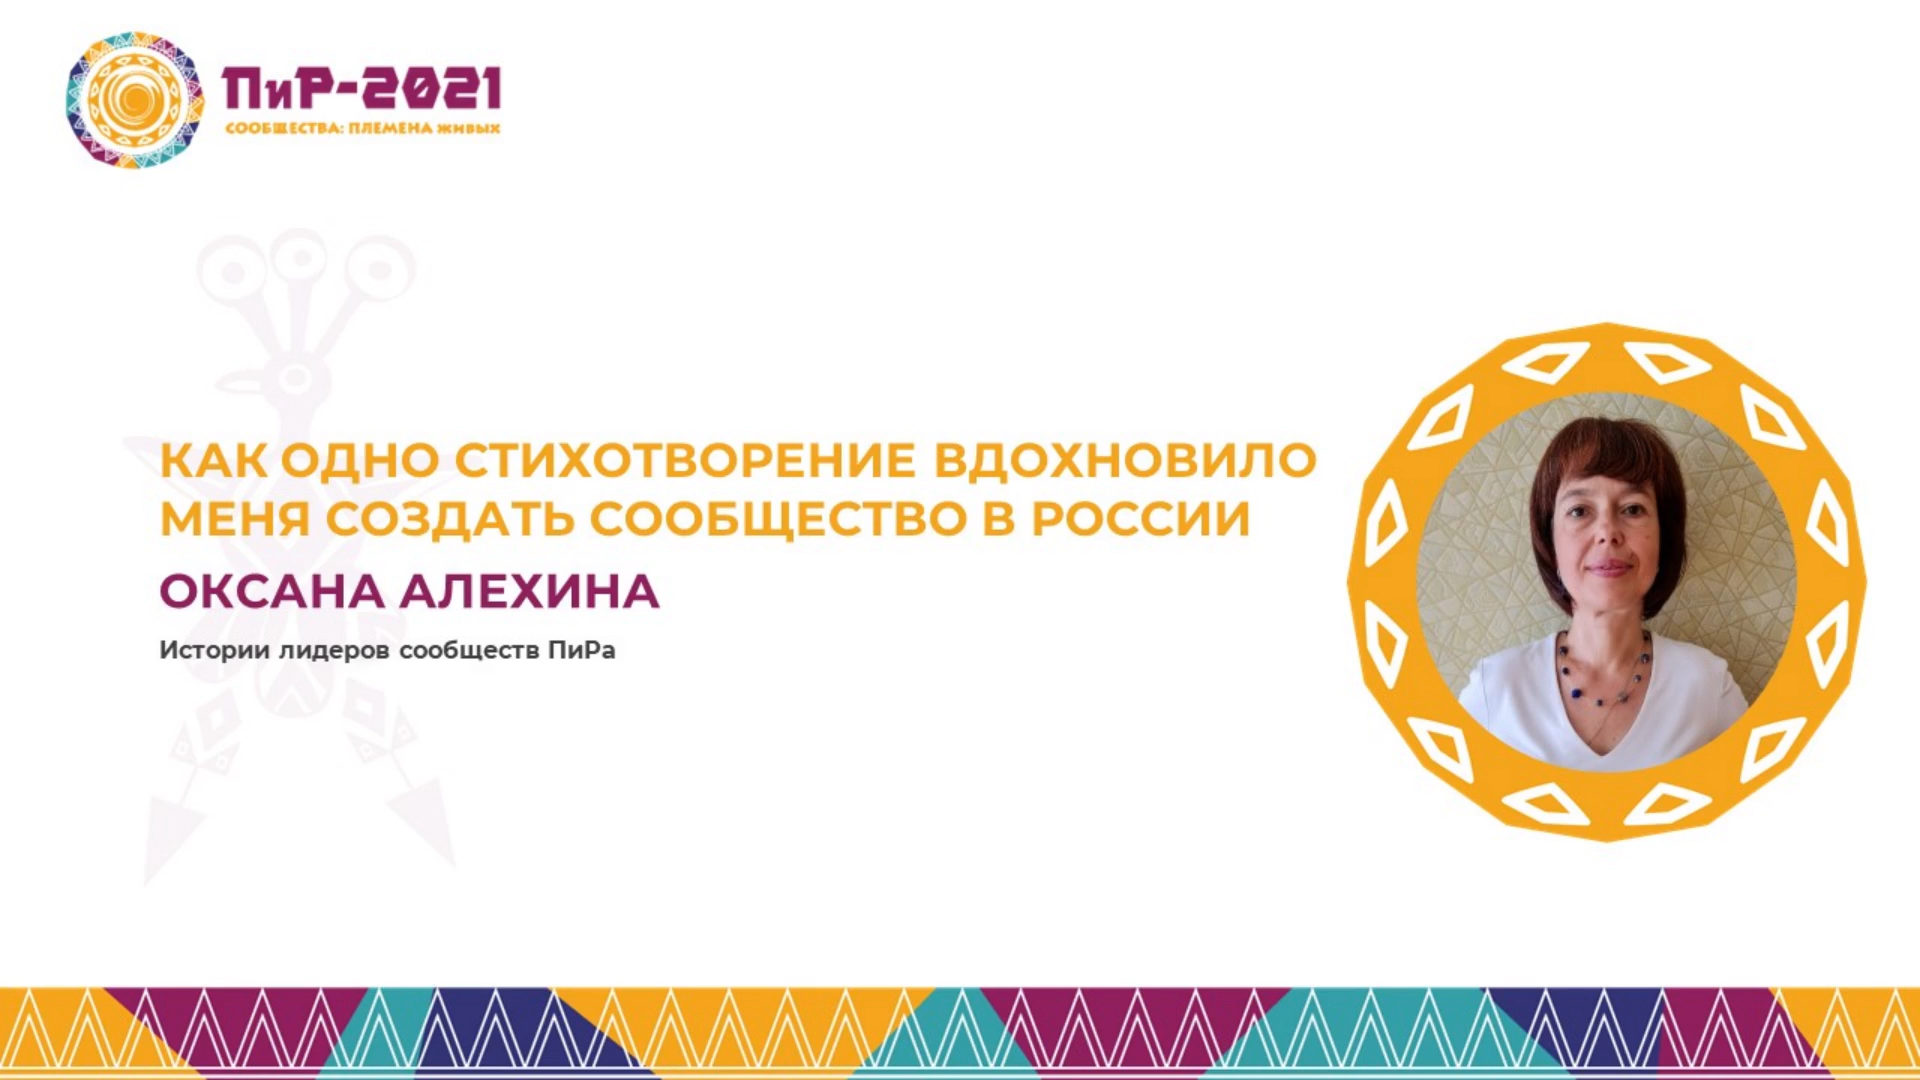 ПиР-2021
СООБЩЕСТВА: ПЛЕМЕНА живых
КАК ОДНО СТИХОТВОРЕНИЕ ВДОХНОВИЛО
МЕНЯ СОЗДАТЬ СООБЩЕСТВО В РОССИИ
ОКСАНА АЛЕХИНА
Истории лидеров сообществ ПиРа